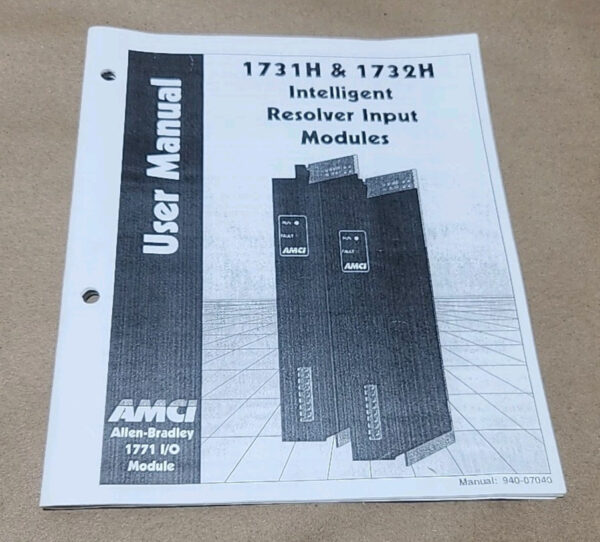 1731H & 1732H
Intelligent
Resolver Input
Modules
User Manual
RUN
FAULT
AMCI
RUN
FAULT
AMCI
AMCI
Allen-Bradley
1771 I/O
Module
Manual: 940-07040